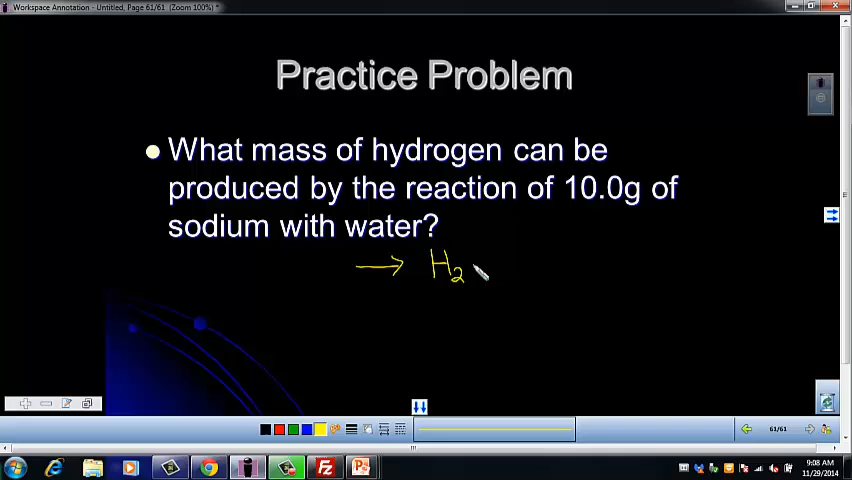 Workspace Annotation - Untitled, Page 61/61 (Zoom 100%) *
Practice Problem
What mass of hydrogen can be
produced by the reaction of 10.0g of
sodium with water?
→ H₂
61/61
9:08 AM
11/29/2014